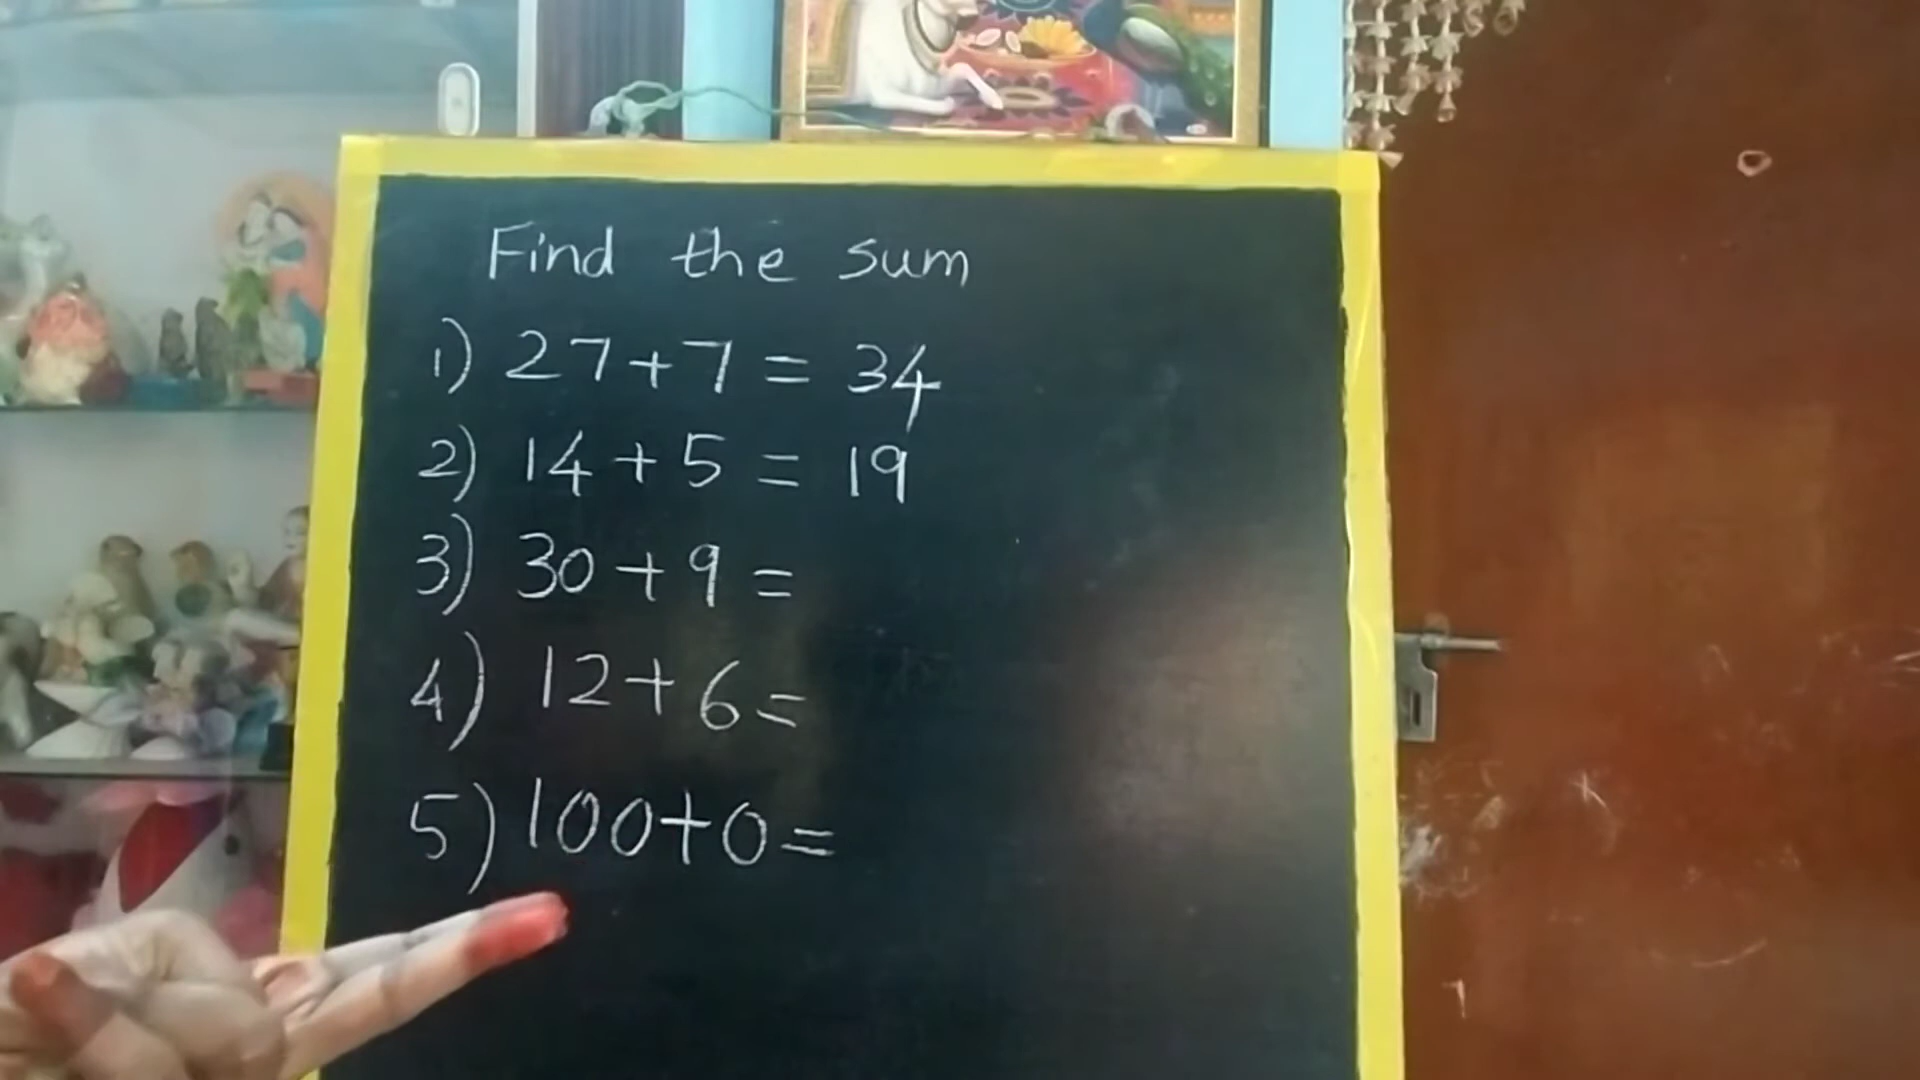 Find the sum
1) 27+7 = 34
2) 14+5 = 19
3) 30+9 =
4) 12+6 =
5) 100+0 =